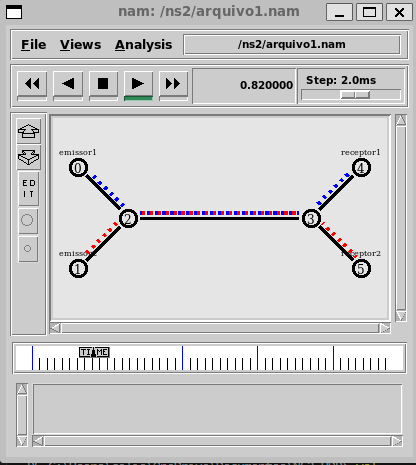 nam: /ns2/arquivo1.nam
File Views Analysis /ns2/arquivo1.nam
0.820000 Step: 2.0ms
EDIT
emissor1 receptor1
0 4
2 3
1 5
TIME